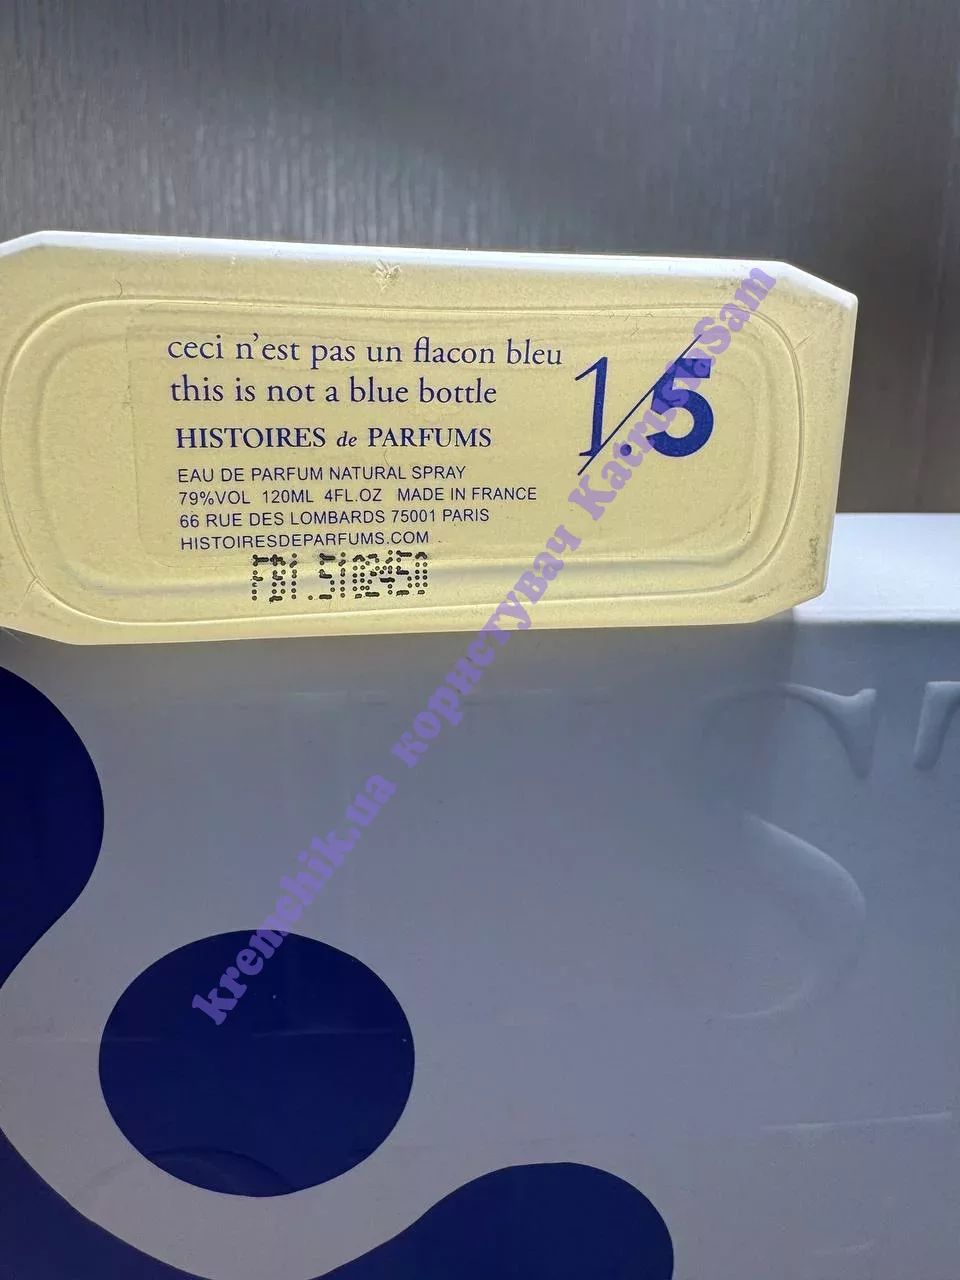 ceci n'est pas un flacon bleu
this is not a blue bottle
1/.5
HISTOIRES de PARFUMS
EAU DE PARFUM NATURAL SPRAY
79%VOL 120ML 4FL.OZ MADE IN FRANCE
66 RUE DES LOMBARDS 75001 PARIS
HISTOIRESDEPARFUMS.COM
kremchik.ua користувач KatrusiaSam